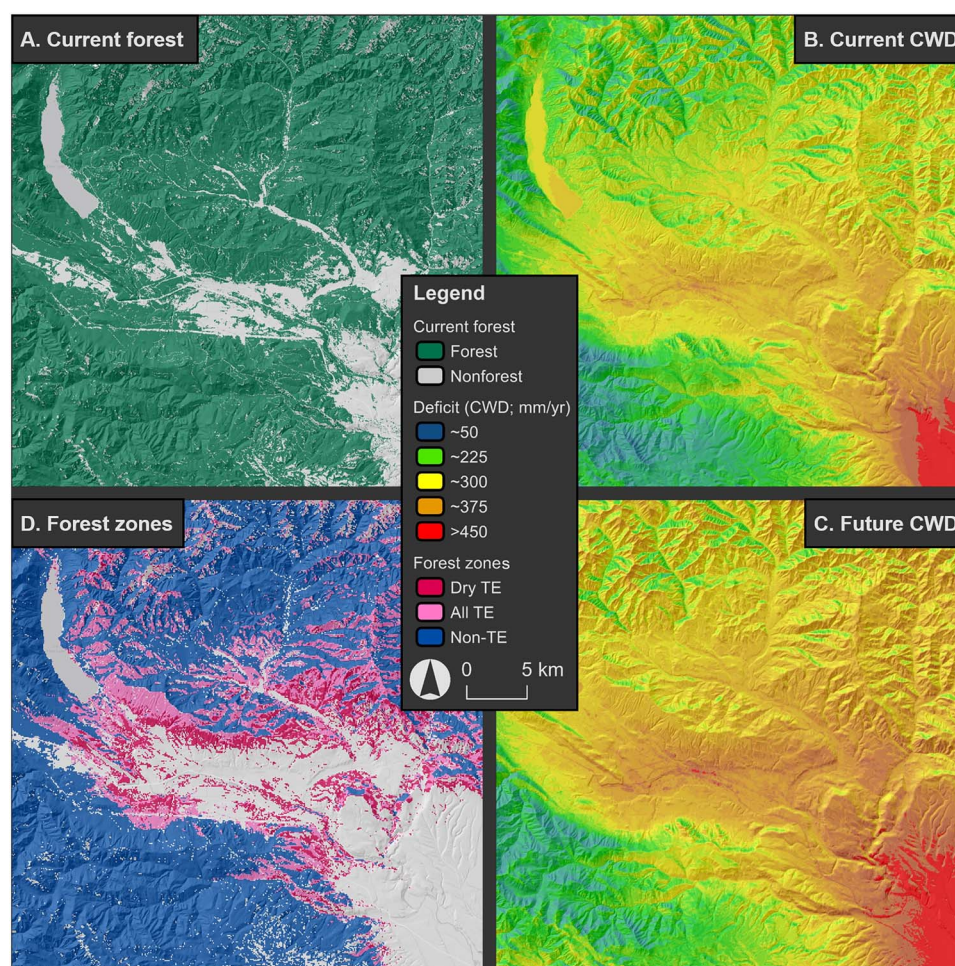 A. Current forest
B. Current CWD
Legend
Current forest
Forest
Nonforest
Deficit (CWD; mm/yr)
~50
~225
~300
~375
>450
Forest zones
Dry TE
All TE
Non-TE
0 5 km
D. Forest zones
C. Future CWD